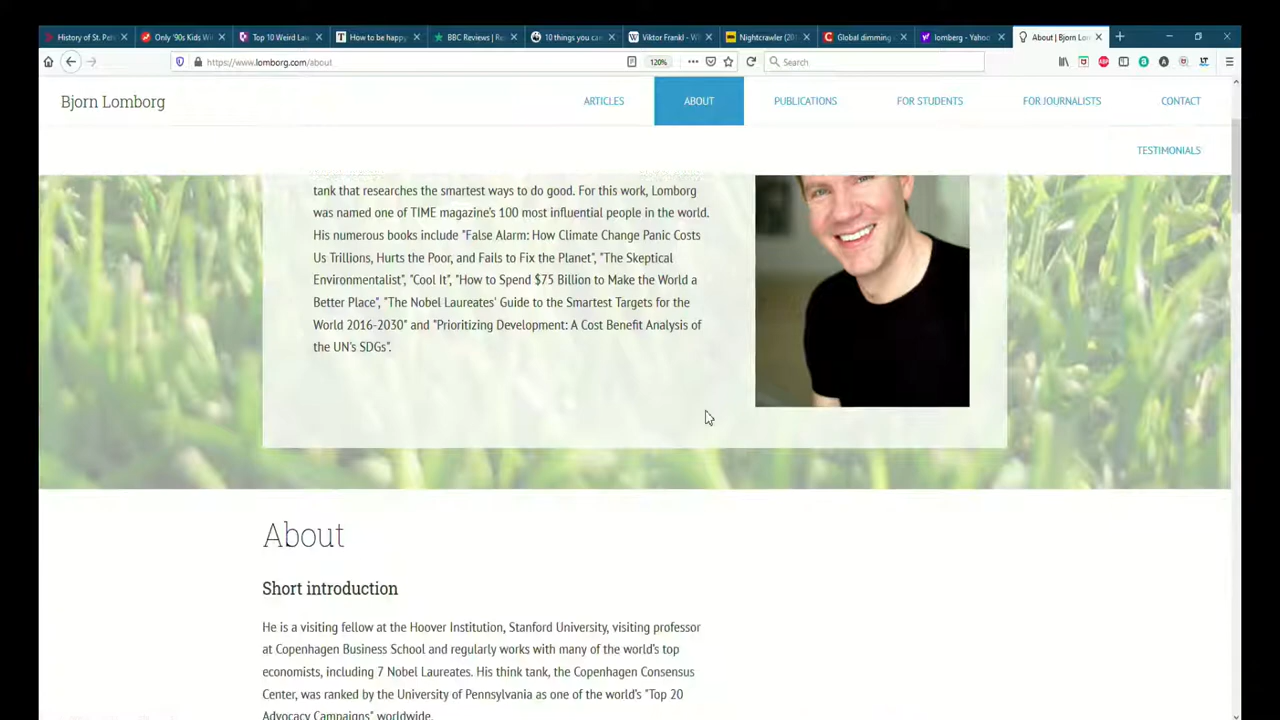 History of St. Pet
Only '90s Kids Wi
Top 10 Weird Law
How to be happy
BBC Reviews | Re
10 things you can
Viktor Frankl - W
Nightcrawler (20
Global dimming -
lomberg - Yahoo
About | Bjorn Lom
https://www.lomborg.com/about
120%
Search
Bjorn Lomborg
ARTICLES
ABOUT
PUBLICATIONS
FOR STUDENTS
FOR JOURNALISTS
CONTACT
TESTIMONIALS
tank that researches the smartest ways to do good. For this work, Lomborg
was named one of TIME magazine's 100 most influential people in the world.
His numerous books include "False Alarm: How Climate Change Panic Costs
Us Trillions, Hurts the Poor, and Fails to Fix the Planet", "The Skeptical
Environmentalist", "Cool It", "How to Spend $75 Billion to Make the World a
Better Place", "The Nobel Laureates' Guide to the Smartest Targets for the
World 2016-2030" and "Prioritizing Development: A Cost Benefit Analysis of
the UN's SDGs".
About
Short introduction
He is a visiting fellow at the Hoover Institution, Stanford University, visiting professor
at Copenhagen Business School and regularly works with many of the world's top
economists, including 7 Nobel Laureates. His think tank, the Copenhagen Consensus
Center, was ranked by the University of Pennsylvania as one of the world's "Top 20
Advocacy Campaigns" worldwide.